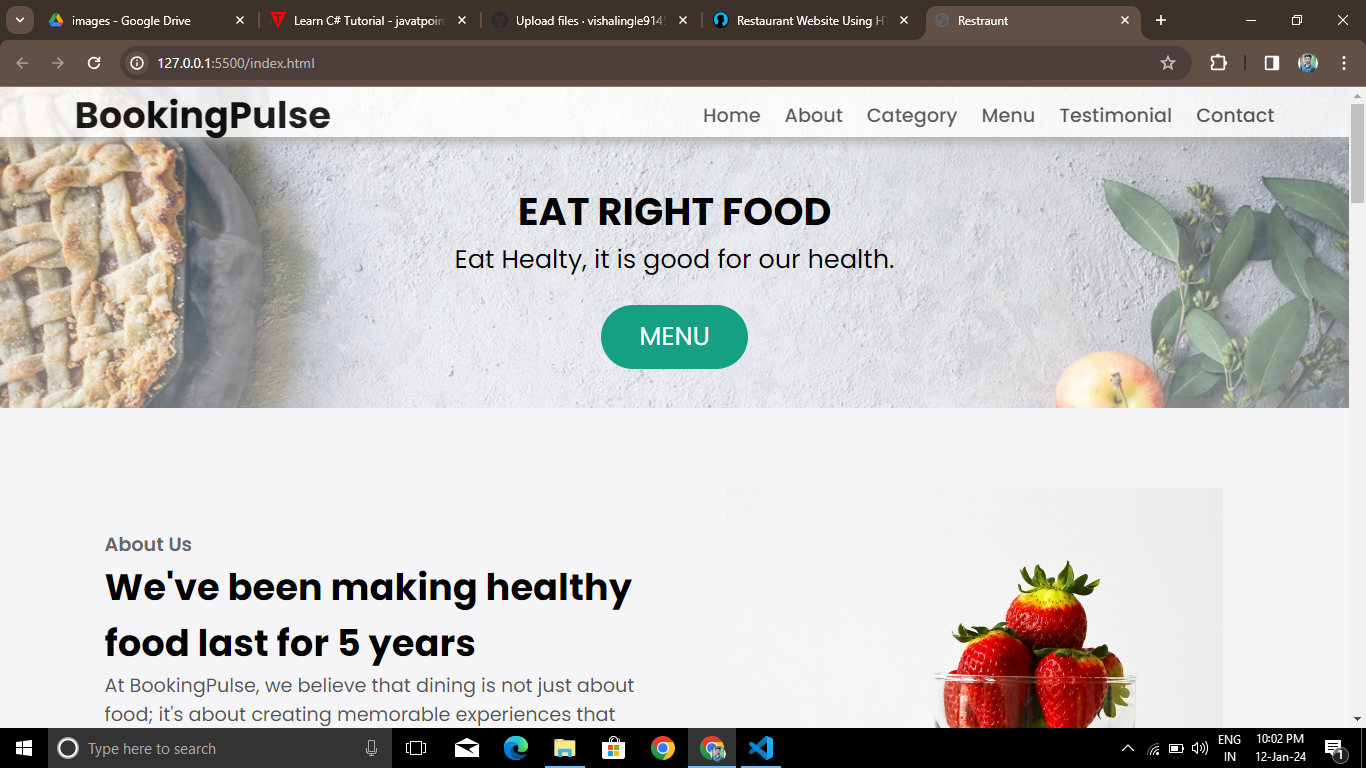 images - Google Drive
Learn C# Tutorial - javatpoin
Upload files · vishalingle914
Restaurant Website Using HT
Restraunt
127.0.0.1:5500/index.html
BookingPulse
Home About Category Menu Testimonial Contact
EAT RIGHT FOOD
Eat Healty, it is good for our health.
MENU
About Us
We've been making healthy
food last for 5 years
At BookingPulse, we believe that dining is not just about
food; it's about creating memorable experiences that
Type here to search
ENG
IN
10:02 PM
12-Jan-24
1